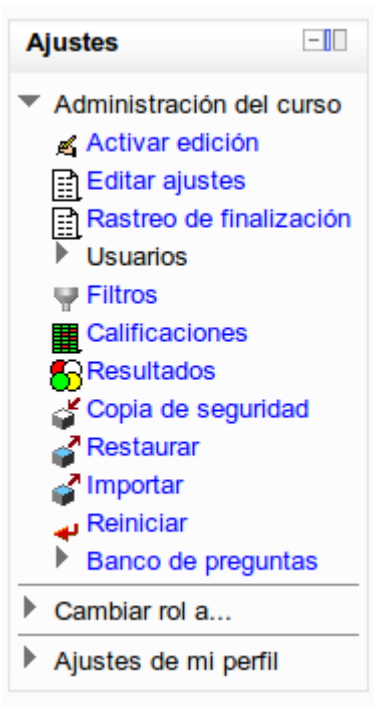 Ajustes
Administración del curso
Activar edición
Editar ajustes
Rastreo de finalización
Usuarios
Filtros
Calificaciones
Resultados
Copia de seguridad
Restaurar
Importar
Reiniciar
Banco de preguntas
Cambiar rol a...
Ajustes de mi perfil